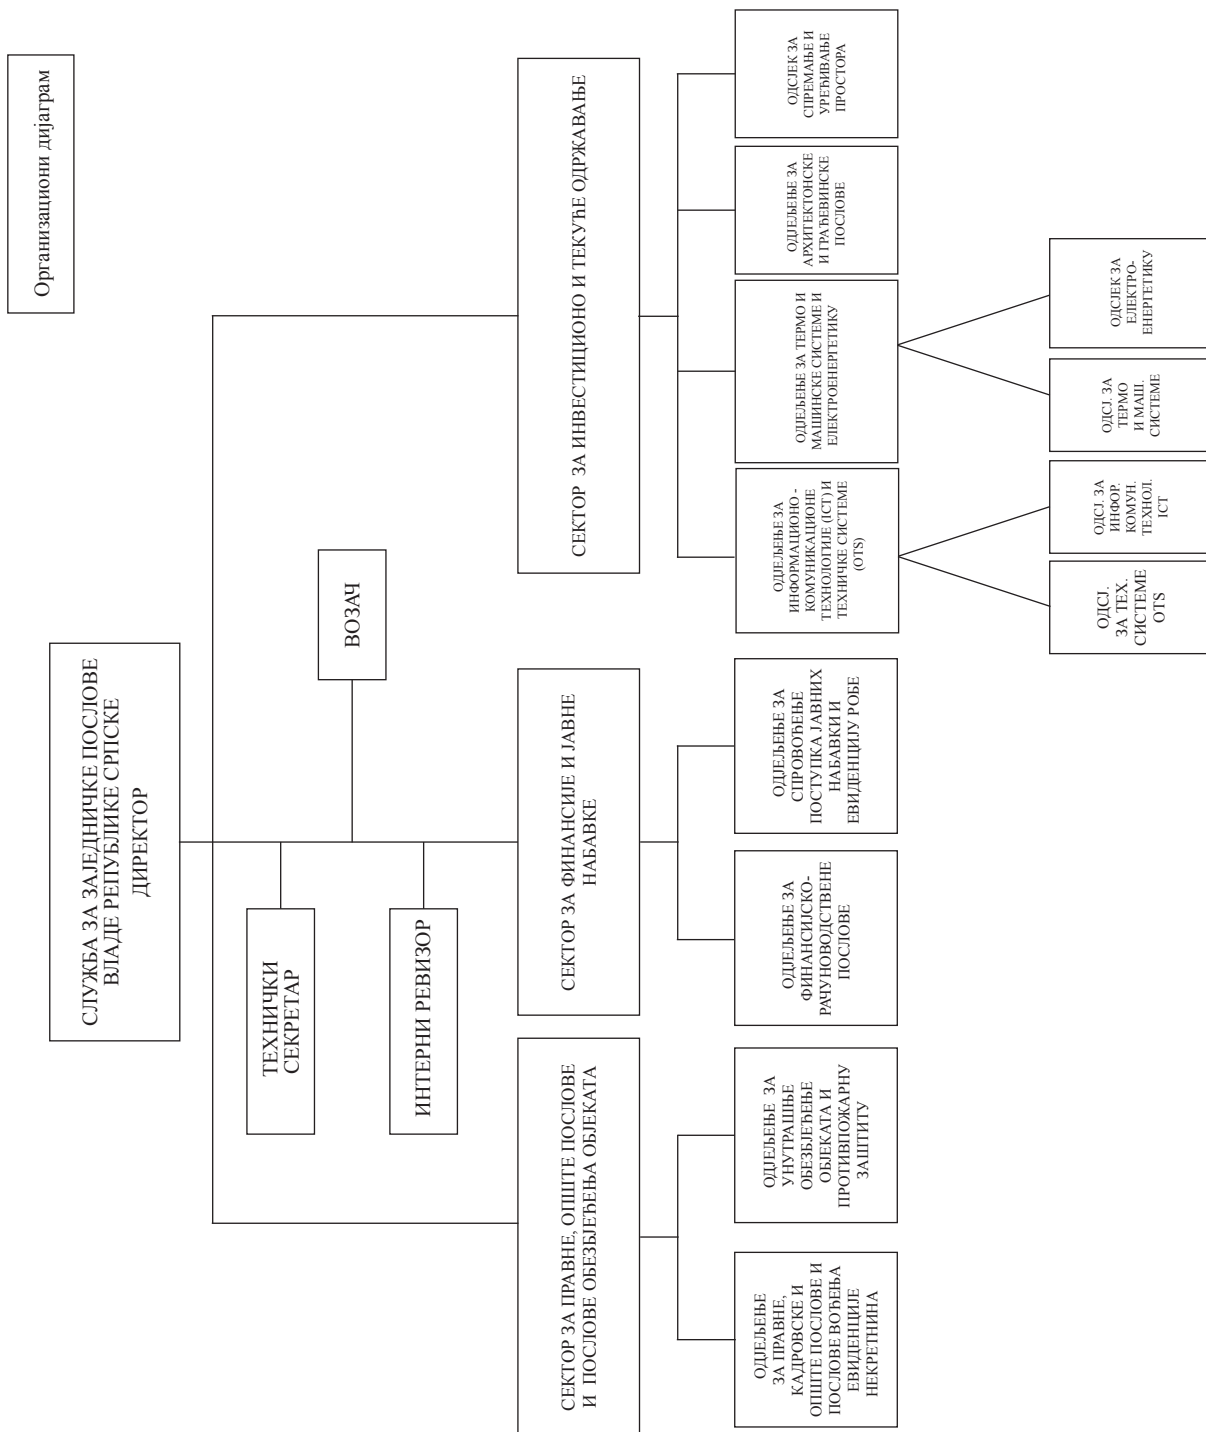 Организациони дијаграм
СЛУЖБА ЗА ЗАЈЕДНИЧКЕ ПОСЛОВЕ
ВЛАДЕ РЕПУБЛИКЕ СРПСКЕ
ДИРЕКТОР
ТЕХНИЧКИ
СЕКРЕТАР
ВОЗАЧ
ИНТЕРНИ РЕВИЗОР
СЕКТОР ЗА ПРАВНЕ, ОПШТЕ ПОСЛОВЕ
И ПОСЛОВЕ ОБЕЗБЈЕЂЕЊА ОБЈЕКАТА
СЕКТОР ЗА ФИНАНСИЈЕ И ЈАВНЕ
НАБАВКЕ
СЕКТОР ЗА ИНВЕСТИЦИОНО И ТЕКУЋЕ ОДРЖАВАЊЕ
ОДЈЕЉЕЊЕ
ЗА ПРАВНЕ,
КАДРОВСКЕ И
ОПШТЕ ПОСЛОВЕ И
ПОСЛОВЕ ВОЂЕЊА
ЕВИДЕНЦИЈЕ
НЕКРЕТНИНА
ОДЈЕЉЕЊЕ ЗА
УНУТРАШЊЕ
ОБЕЗБЈЕЂЕЊЕ
ОБЈЕКАТА И
ПРОТИВПОЖАРНУ
ЗАШТИТУ
ОДЈЕЉЕЊЕ ЗА
ФИНАНСИЈСКО-
РАЧУНОВОДСТВЕНЕ
ПОСЛОВЕ
ОДЈЕЉЕЊЕ ЗА
СПРОВОЂЕЊЕ
ПОСТУПКА ЈАВНИХ
НАБАВКИ И
ЕВИДЕНЦИЈУ РОБЕ
ОДЈЕЉЕЊЕ ЗА
ИНФОРМАЦИОНО -
КОМУНИКАЦИОНЕ
ТЕХНОЛОГИЈЕ (ICT) И
ТЕХНИЧКЕ СИСТЕМЕ
(OTS)
ОДЈЕЉЕЊЕ ЗА ТЕРМО И
МАШИНСКЕ СИСТЕМЕ И
ЕЛЕКТРОЕНЕРГЕТИКУ
ОДЈЕЉЕЊЕ ЗА
АРХИТЕКТОНСКЕ
И ГРАЂЕВИНСКЕ
ПОСЛОВЕ
ОДСЈЕК ЗА
СПРЕМАЊЕ И
УРЕЂИВАЊЕ
ПРОСТОРА
ОДСЈ.
ЗА ТЕХ.
СИСТЕМЕ
OTS
ОДСЈ. ЗА
ИНФОР.
КОМУН.
ТЕХНОЛ.
ICT
ОДСЈ. ЗА
ТЕРМО
И МАШ.
СИСТЕМЕ
ОДСЈЕК ЗА
ЕЛЕКТРО-
ЕНЕРГЕТИКУ